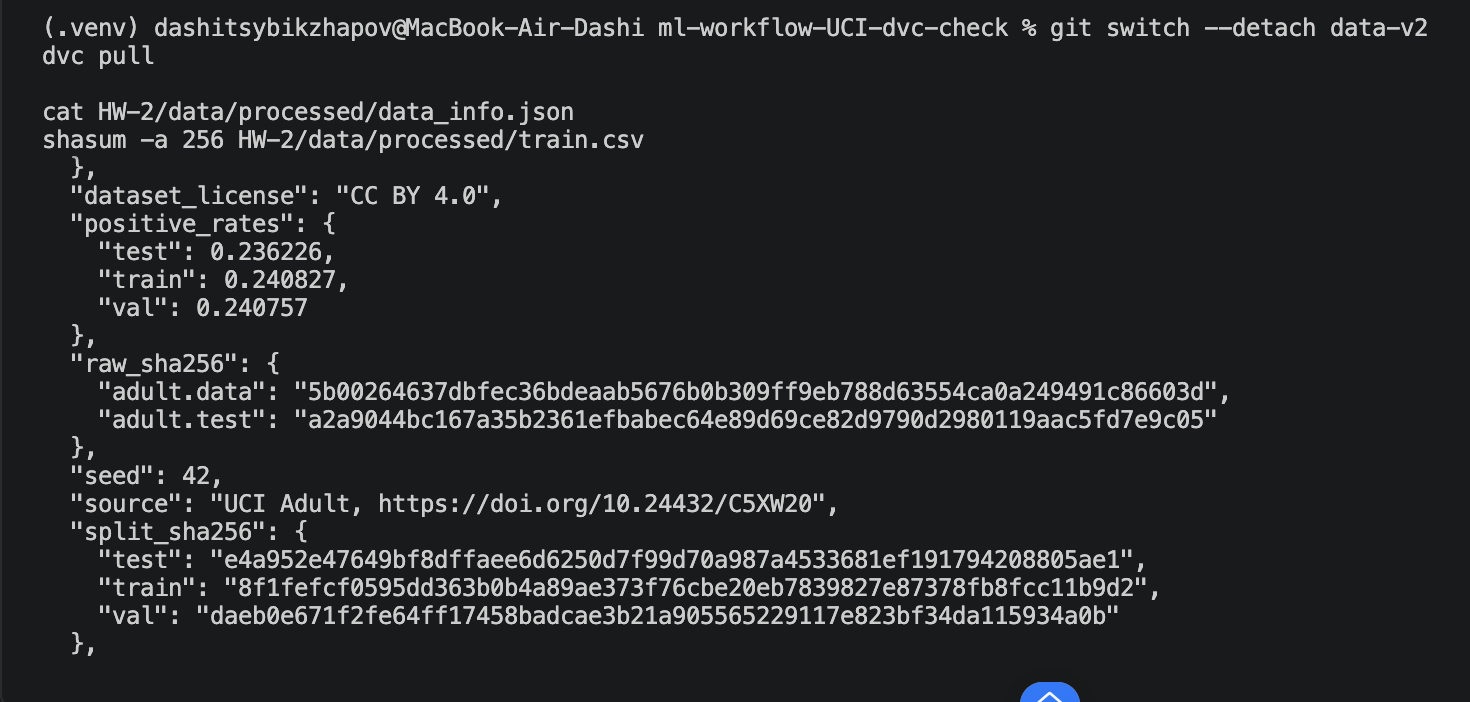 (.venv) dashitsybikzhapov@MacBook-Air-Dashi ml-workflow-UCI-dvc-check % git switch --detach data-v2
dvc pull

cat HW-2/data/processed/data_info.json
shasum -a 256 HW-2/data/processed/train.csv
  },
  "dataset_license": "CC BY 4.0",
  "positive_rates": {
    "test": 0.236226,
    "train": 0.240827,
    "val": 0.240757
  },
  "raw_sha256": {
    "adult.data": "5b00264637dbfec36bdeaab5676b0b309ff9eb788d63554ca0a249491c86603d",
    "adult.test": "a2a9044bc167a35b2361efbabec64e89d69ce82d9790d2980119aac5fd7e9c05"
  },
  "seed": 42,
  "source": "UCI Adult, https://doi.org/10.24432/C5XW20",
  "split_sha256": {
    "test": "e4a952e47649bf8dffaee6d6250d7f99d70a987a4533681ef191794208805ae1",
    "train": "8f1fefcf0595dd363b0b4a89ae373f76cbe20eb7839827e87378fb8fcc11b9d2",
    "val": "daeb0e671f2fe64ff17458badcae3b21a905565229117e823bf34da115934a0b"
  },